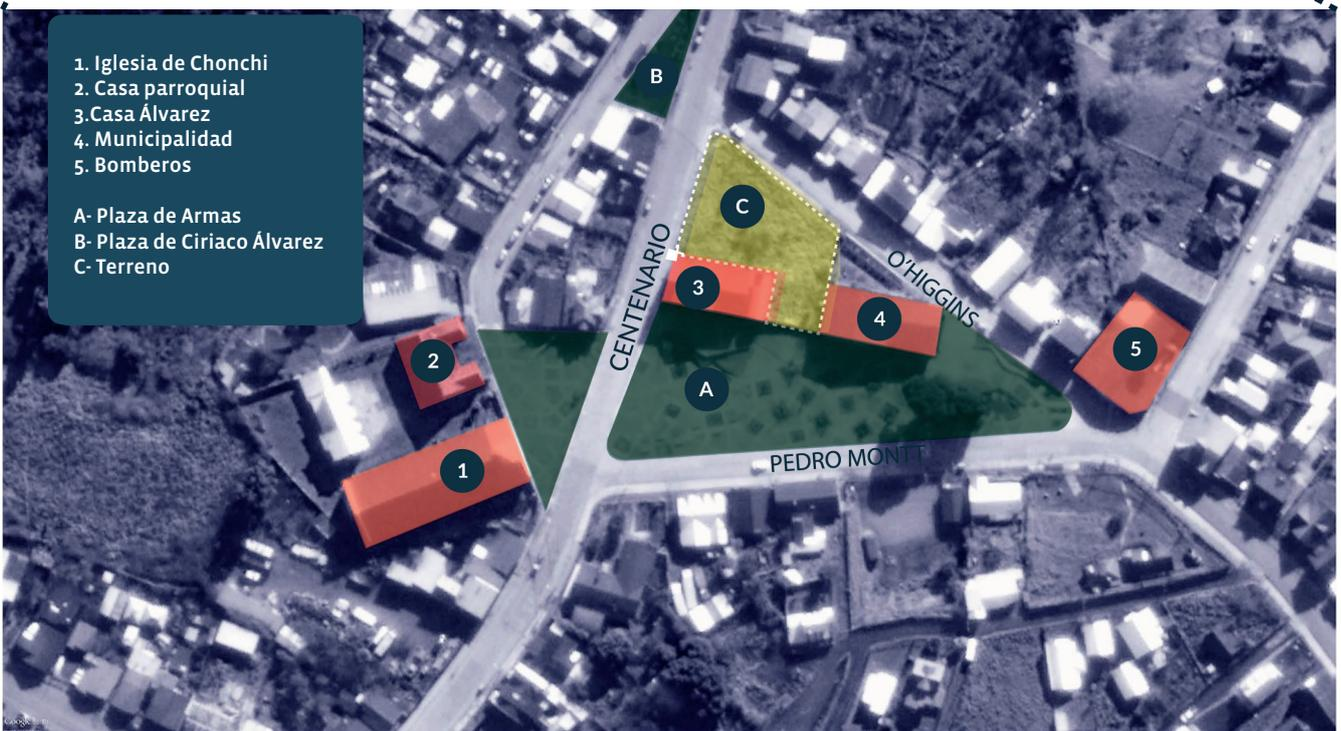 1. Iglesia de Chonchi
2. Casa parroquial
3.Casa Álvarez
4. Municipalidad
5. Bomberos
A- Plaza de Armas
B- Plaza de Ciriaco Álvarez
C- Terreno
B
C
CENTENARIO
O'HIGGINS
3
4
2
5
A
1
PEDRO MONTT
Google